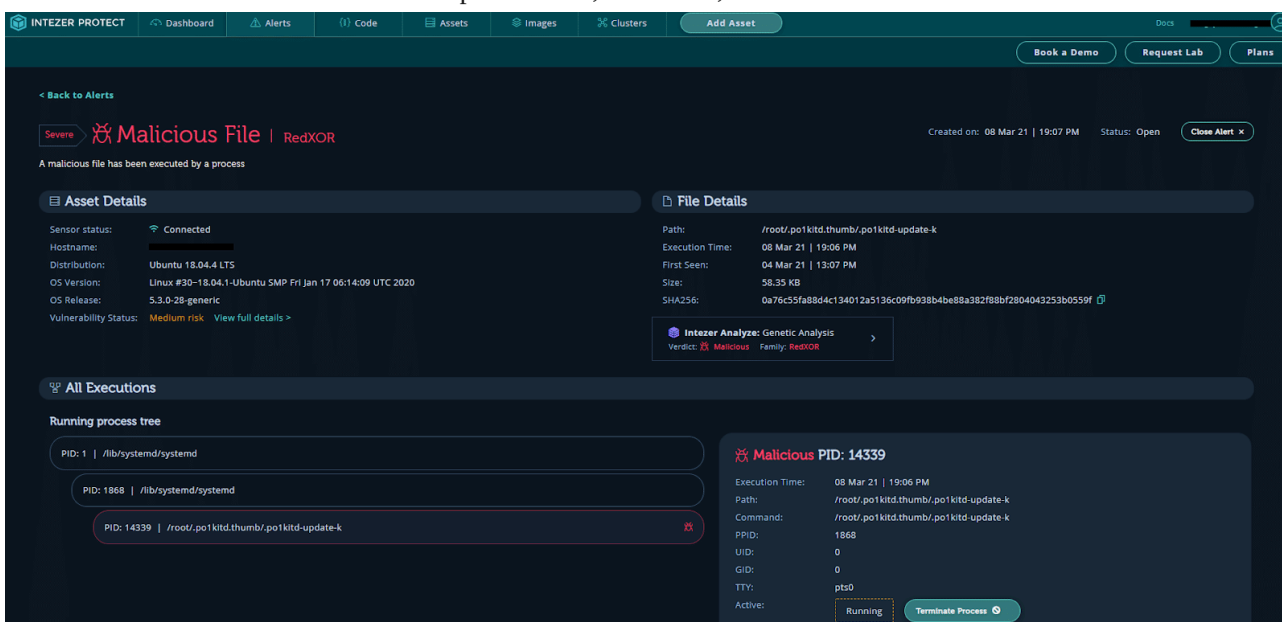 INTEZER PROTECT Dashboard Alerts Code Assets Images Clusters Add Asset Docs
Book a Demo Request Lab Plans
< Back to Alerts
Severe Malicious File | RedXOR Created on: 08 Mar 21 | 19:07 PM Status: Open Close Alert ×
A malicious file has been executed by a process
Asset Details
Sensor status: Connected
Hostname:
Distribution: Ubuntu 18.04.4 LTS
OS Version: Linux #30~18.04.1-Ubuntu SMP Fri Jan 17 06:14:09 UTC 2020
OS Release: 5.3.0-28-generic
Vulnerability Status: Medium risk View full details >
File Details
Path: /root/.po1kitd.thumb/.po1kitd-update-k
Execution Time: 08 Mar 21 | 19:06 PM
First Seen: 04 Mar 21 | 13:07 PM
Size: 58.35 KB
SHA256: 0a76c55fa88d4c134012a5136c09fb938b4be88a382f88bf2804043253b0559f
Intezer Analyze: Genetic Analysis
Verdict: Malicious Family: RedXOR
All Executions
Running process tree
PID: 1 | /lib/systemd/systemd
PID: 1868 | /lib/systemd/systemd
PID: 14339 | /root/.po1kitd.thumb/.po1kitd-update-k
Malicious PID: 14339
Execution Time: 08 Mar 21 | 19:06 PM
Path: /root/.po1kitd.thumb/.po1kitd-update-k
Command: /root/.po1kitd.thumb/.po1kitd-update-k
PPID: 1868
UID: 0
GID: 0
TTY: pts0
Active: Running Terminate Process